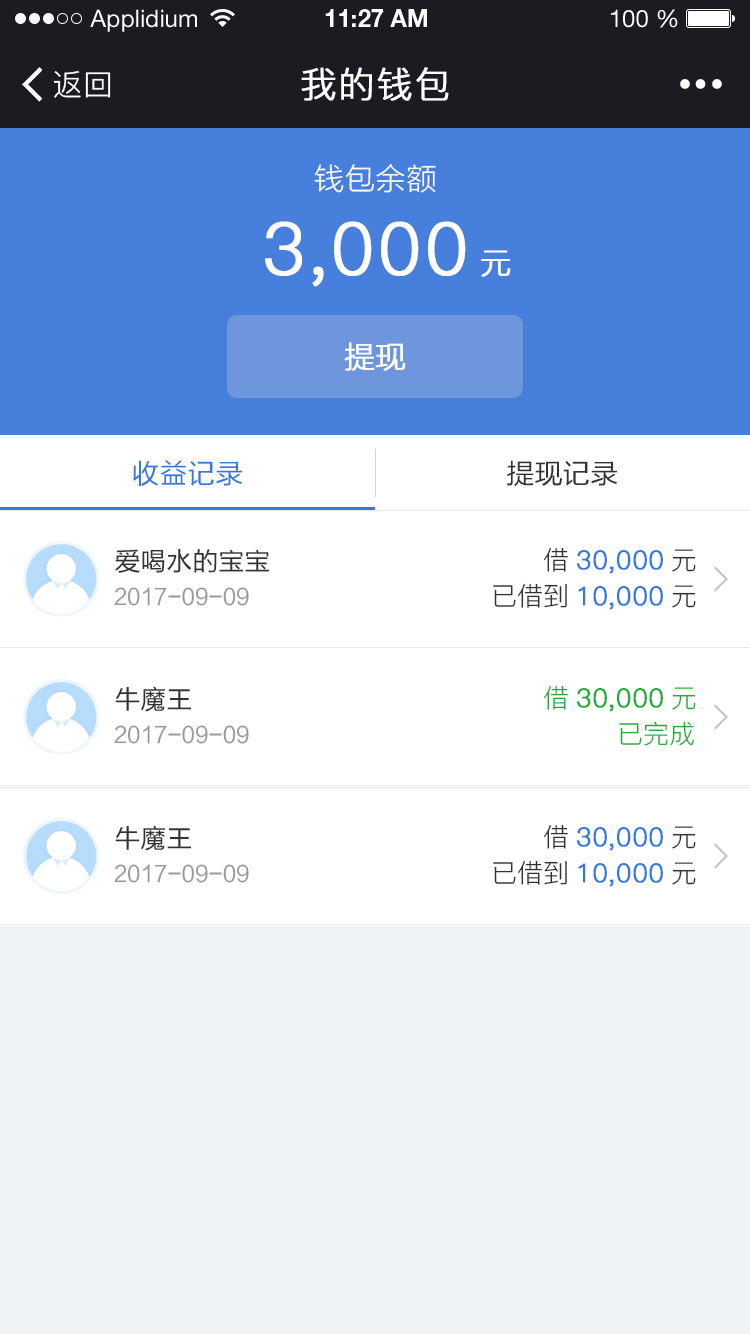 Applidium 11:27 AM 100 %
返回 我的钱包
钱包余额
3,000 元
提现
收益记录 提现记录
爱喝水的宝宝 借 30,000 元
2017-09-09 已借到 10,000 元
牛魔王 借 30,000 元
2017-09-09 已完成
牛魔王 借 30,000 元
2017-09-09 已借到 10,000 元